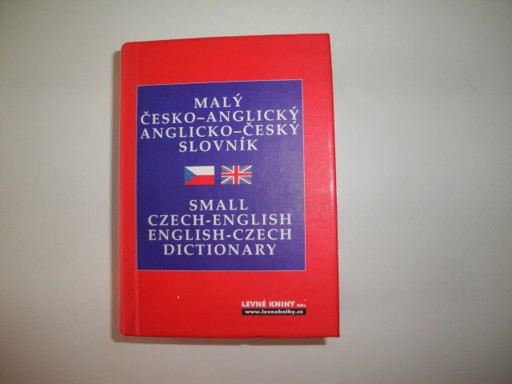 MALÝ
ČESKO–ANGLICKÝ
ANGLICKO–ČESKÝ
SLOVNÍK
SMALL
CZECH-ENGLISH
ENGLISH-CZECH
DICTIONARY
LEVNÉ KNIHY
www.levneknihy.cz